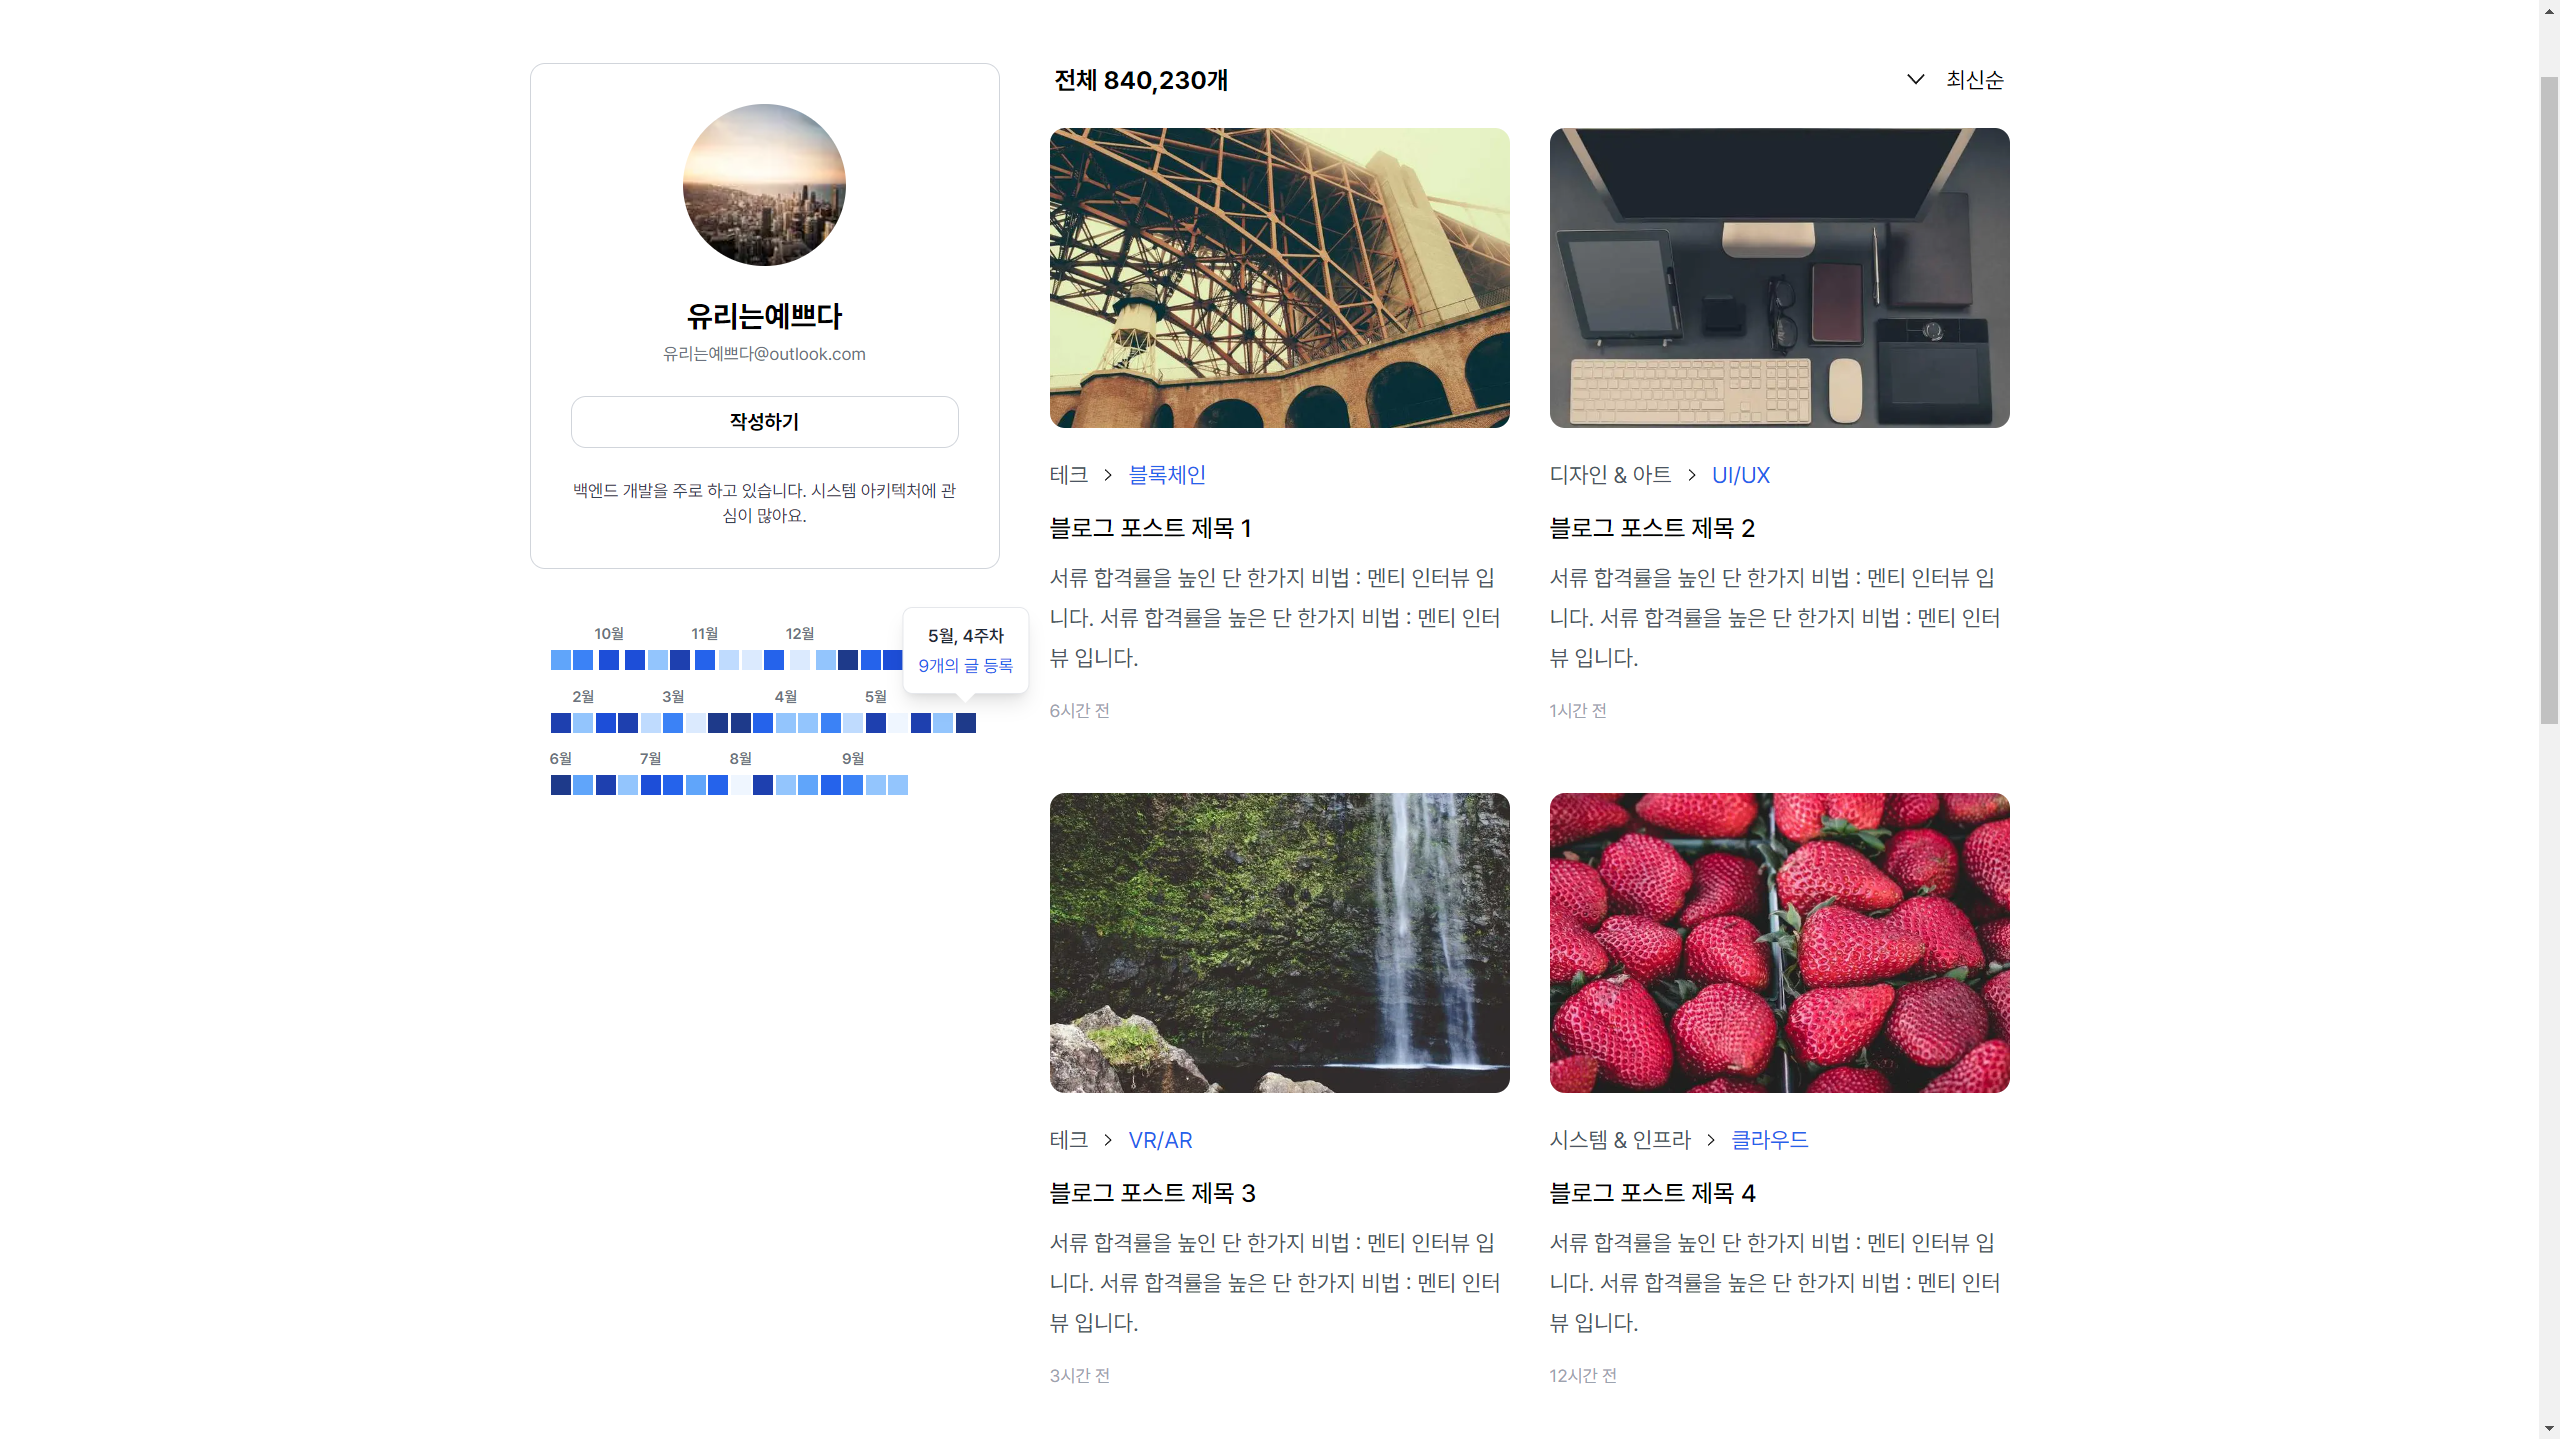 유리는예쁘다
유리는예쁘다@outlook.com
작성하기
백엔드 개발을 주로 하고 있습니다. 시스템 아키텍처에 관
심이 많아요.
10월 11월 12월
5월, 4주차
9개의 글 등록
2월 3월 4월 5월
6월 7월 8월 9월
전체 840,230개
최신순
테크 > 블록체인
블로그 포스트 제목 1
서류 합격률을 높인 단 한가지 비법 : 멘티 인터뷰 입
니다. 서류 합격률을 높은 단 한가지 비법 : 멘티 인터
뷰 입니다.
6시간 전
디자인 & 아트 > UI/UX
블로그 포스트 제목 2
서류 합격률을 높인 단 한가지 비법 : 멘티 인터뷰 입
니다. 서류 합격률을 높은 단 한가지 비법 : 멘티 인터
뷰 입니다.
1시간 전
테크 > VR/AR
블로그 포스트 제목 3
서류 합격률을 높인 단 한가지 비법 : 멘티 인터뷰 입
니다. 서류 합격률을 높은 단 한가지 비법 : 멘티 인터
뷰 입니다.
3시간 전
시스템 & 인프라 > 클라우드
블로그 포스트 제목 4
서류 합격률을 높인 단 한가지 비법 : 멘티 인터뷰 입
니다. 서류 합격률을 높은 단 한가지 비법 : 멘티 인터
뷰 입니다.
12시간 전